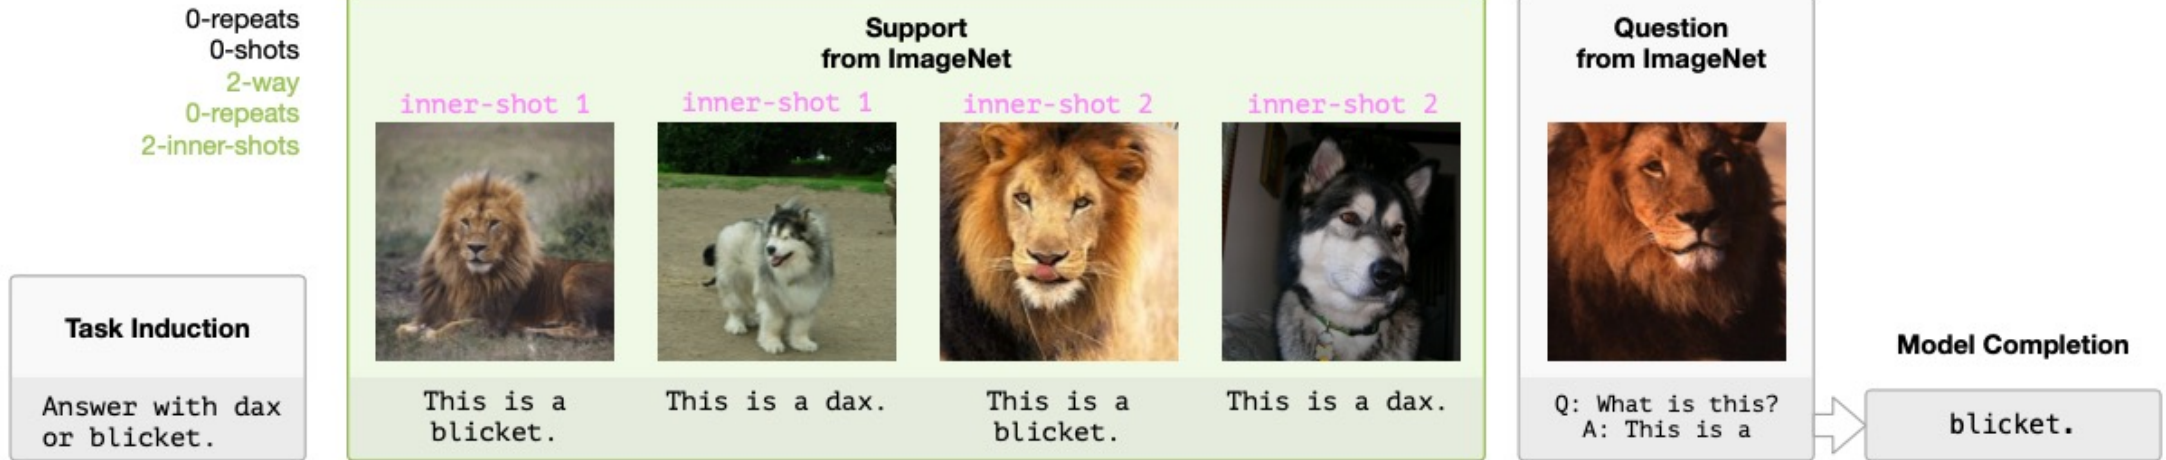 0-repeats
0-shots
2-way
0-repeats
2-inner-shots
Task Induction
Answer with dax
or blicket.
Support
from ImageNet
inner-shot 1
inner-shot 1
inner-shot 2
inner-shot 2
This is a
blicket.
This is a dax.
This is a
blicket.
This is a dax.
Question
from ImageNet
Q: What is this?
A: This is a
Model Completion
blicket.